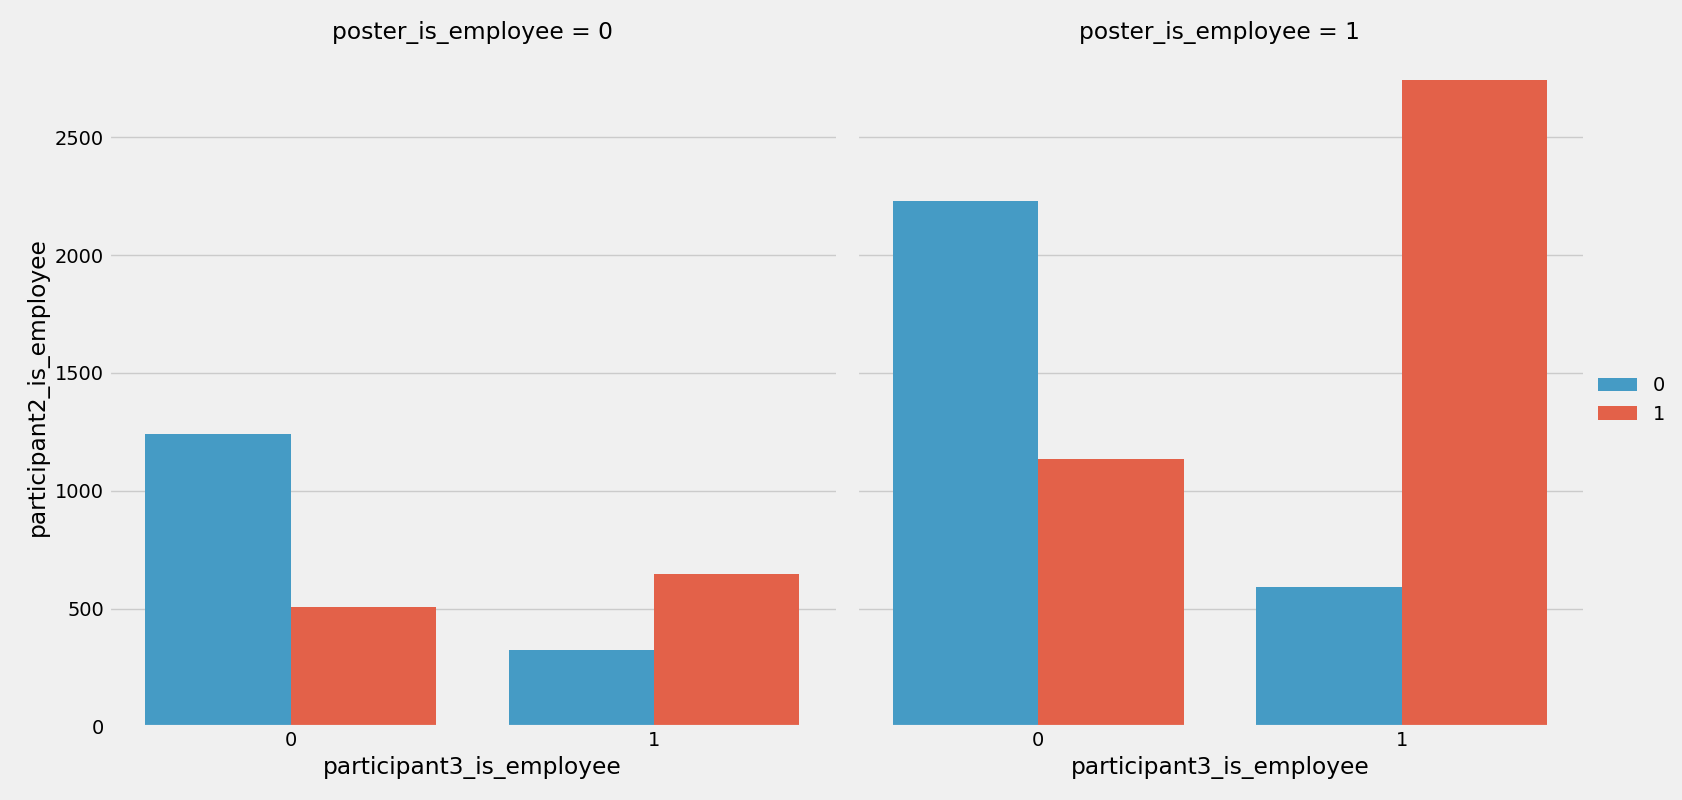 poster_is_employee = 0
poster_is_employee = 1
participant2_is_employee
2500
2000
1500
1000
500
0
0
1
0
1
participant3_is_employee
participant3_is_employee
0
1